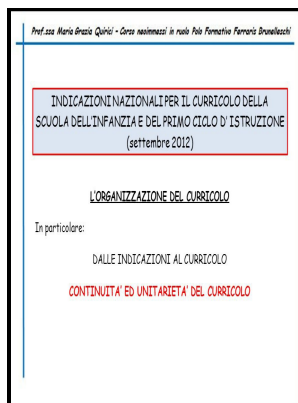 Prof.ssa Maria Grazia Quirici - Corso neoimmessi in ruolo Polo Formativo Ferraris Brunelleschi
INDICAZIONI NAZIONALI PER IL CURRICOLO DELLA
SCUOLA DELL'INFANZIA E DEL PRIMO CICLO D' ISTRUZIONE
(settembre 2012)
L'ORGANIZZAZIONE DEL CURRICOLO
In particolare:
DALLE INDICAZIONI AL CURRICOLO
CONTINUITA' ED UNITARIETA' DEL CURRICOLO